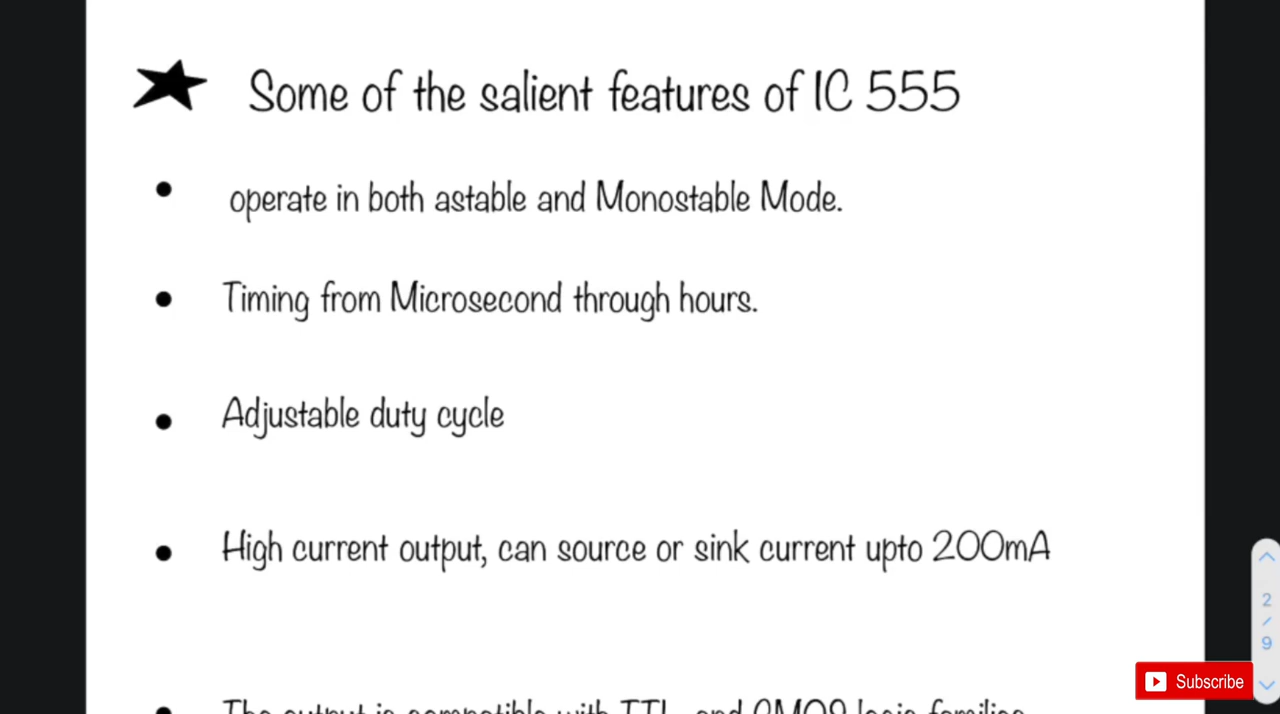 Some of the salient features of IC 555
operate in both astable and Monostable Mode.
Timing from Microsecond through hours.
Adjustable duty cycle
High current output, can source or sink current upto 200mA
The output is compatible with TTL and CMOS logic families
2
/
9
Subscribe